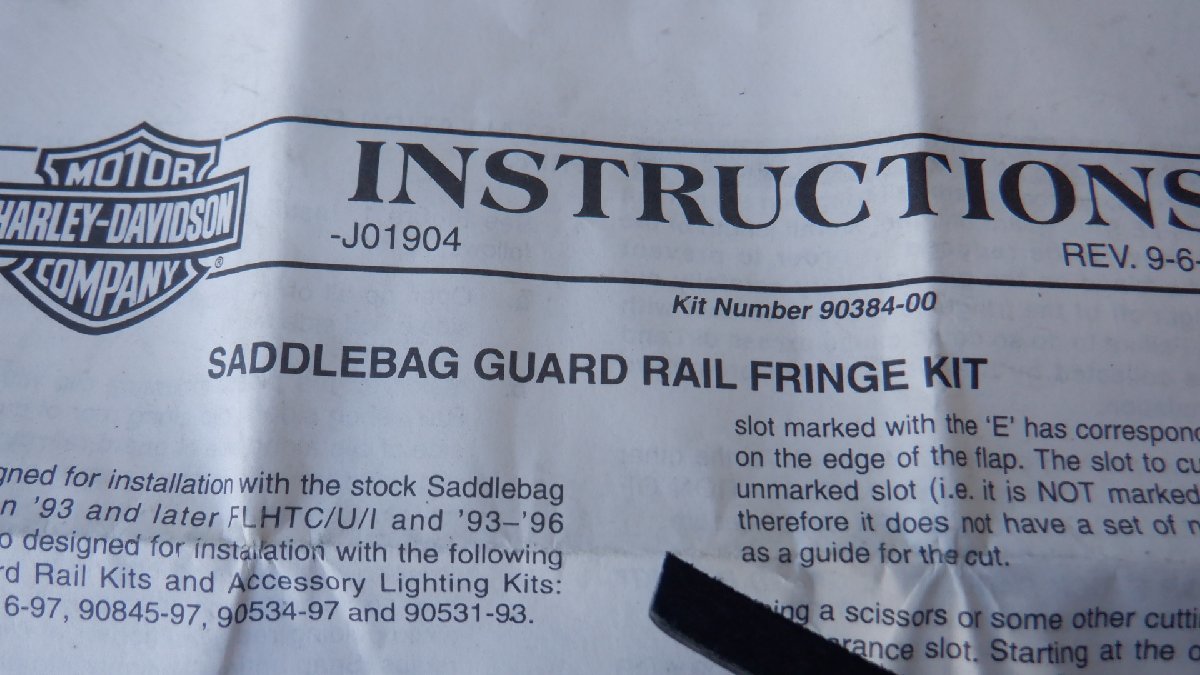 MOTOR
HARLEY-DAVIDSON
COMPANY
®
INSTRUCTIONS
-J01904
REV. 9-6-
Kit Number 90384-00
SADDLEBAG GUARD RAIL FRINGE KIT
gned for installation with the stock Saddlebag
n '93 and later FLHTC/U/I and '93–'96
o designed for installation with the following
rd Rail Kits and Accessory Lighting Kits:
6-97, 90845-97, 90534-97 and 90531-93.
slot marked with the 'E' has correspond
on the edge of the flap. The slot to cu
unmarked slot (i.e. it is NOT marked
therefore it does not have a set of
as a guide for the cut.
ing a scissors or some other cutti
rance slot. Starting at the